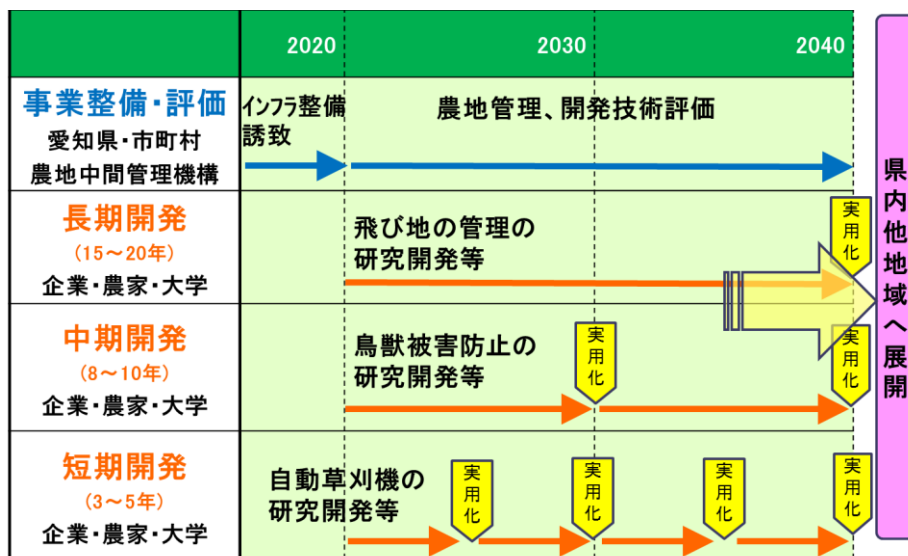 2020
2030
2040
事業整備・評価
愛知県・市町村
農地中間管理機構
インフラ整備
誘致
農地管理、開発技術評価
長期開発
(15～20年)
企業・農家・大学
飛び地の管理の
研究開発等
実用化
中期開発
(8～10年)
企業・農家・大学
鳥獣被害防止の
研究開発等
実用化
実用化
短期開発
(3～5年)
企業・農家・大学
自動草刈機の
研究開発等
実用化
実用化
実用化
実用化
県内他地域へ展開